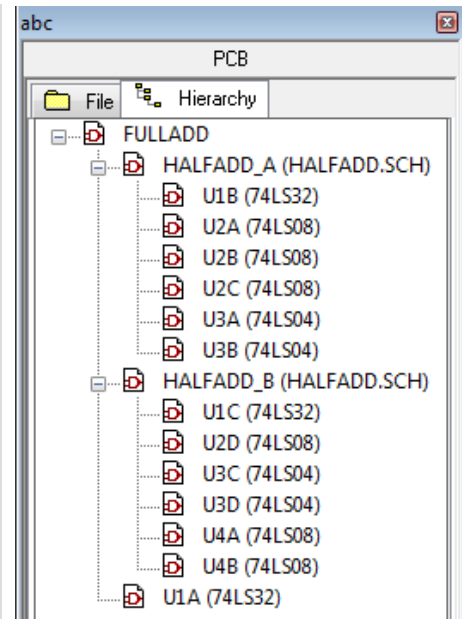 abc
PCB
File Hierarchy
FULLADD
HALFADD_A (HALFADD.SCH)
U1B (74LS32)
U2A (74LS08)
U2B (74LS08)
U2C (74LS08)
U3A (74LS04)
U3B (74LS04)
HALFADD_B (HALFADD.SCH)
U1C (74LS32)
U2D (74LS08)
U3C (74LS04)
U3D (74LS04)
U4A (74LS08)
U4B (74LS08)
U1A (74LS32)